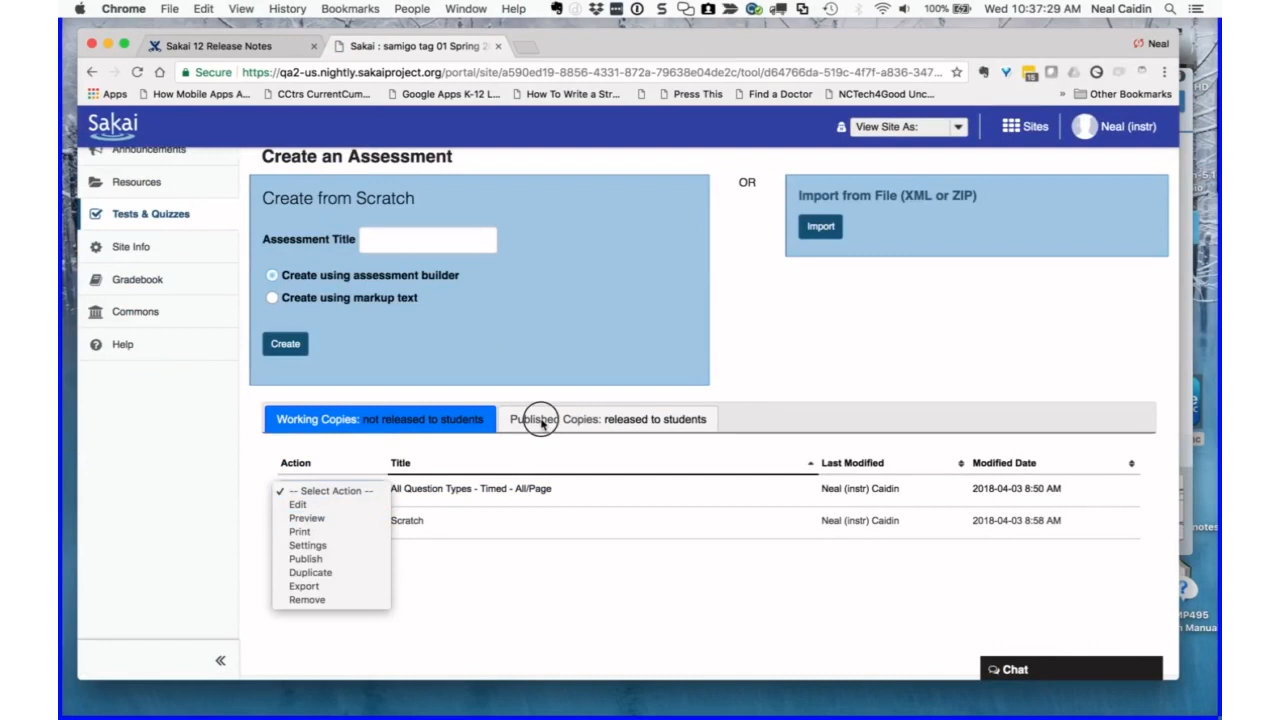 Chrome File Edit View History Bookmarks People Window Help 100% Wed 10:37:29 AM Neal Caidin
Sakai 12 Release Notes × Sakai : samigo tag 01 Spring 2 × Neal
Secure https://qa2-us.nightly.sakaiproject.org/portal/site/a590ed19-8856-4331-872a-79638e04de2c/tool/d64766da-519c-4f7f-a836-347...
Apps How Mobile Apps A... CCtrs CurrentCum... Google Apps K-12 L... How To Write a Str... Press This Find a Doctor NCTech4Good Unc... » Other Bookmarks
Sakai View Site As: Sites Neal (instr)
Announcements
Resources
Tests & Quizzes
Site Info
Gradebook
Commons
Help
Create an Assessment
Create from Scratch
Assessment Title
Create using assessment builder
Create using markup text
Create
OR
Import from File (XML or ZIP)
Import
Working Copies: not released to students Published Copies: released to students
Action Title Last Modified Modified Date
All Question Types - Timed - All/Page Neal (instr) Caidin 2018-04-03 8:50 AM
Scratch Neal (instr) Caidin 2018-04-03 8:58 AM
✓ -- Select Action --
Edit
Preview
Print
Settings
Publish
Duplicate
Export
Remove
Chat
notes
MP495
Manual